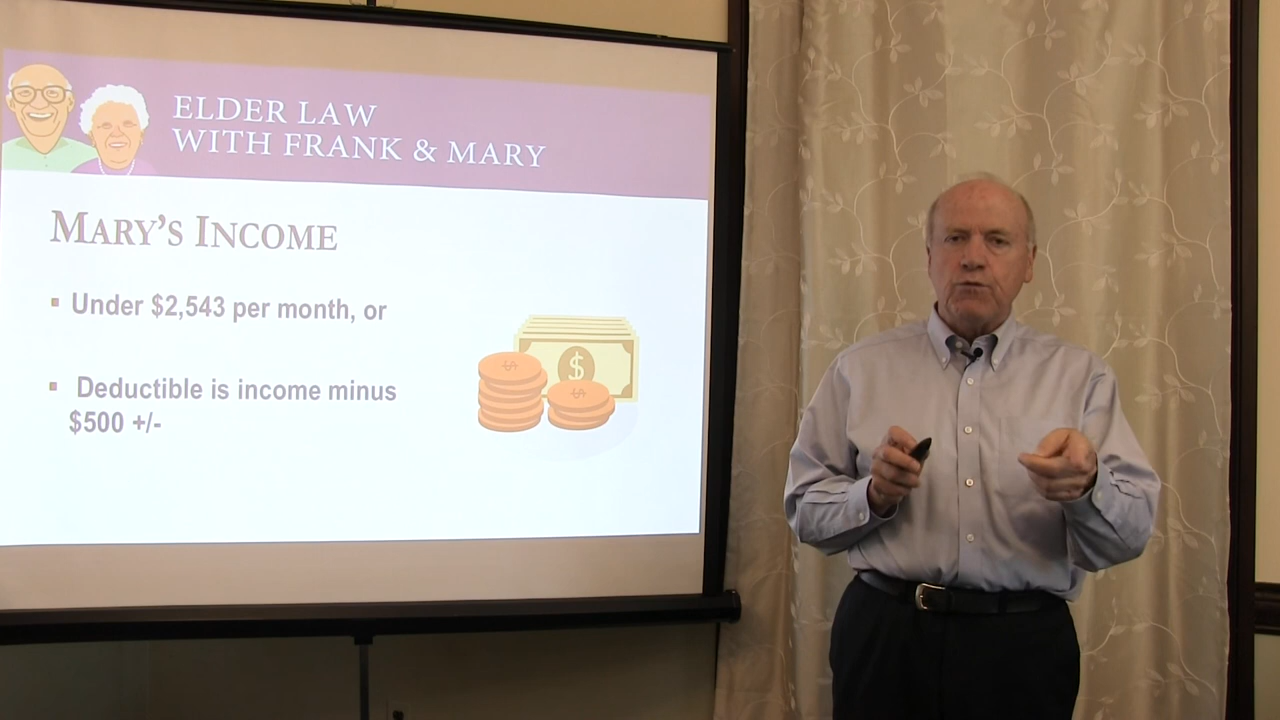 ELDER LAW
WITH FRANK & MARY
MARY'S INCOME
▪ Under $2,543 per month, or
▪ Deductible is income minus
$500 +/-
$
$
$